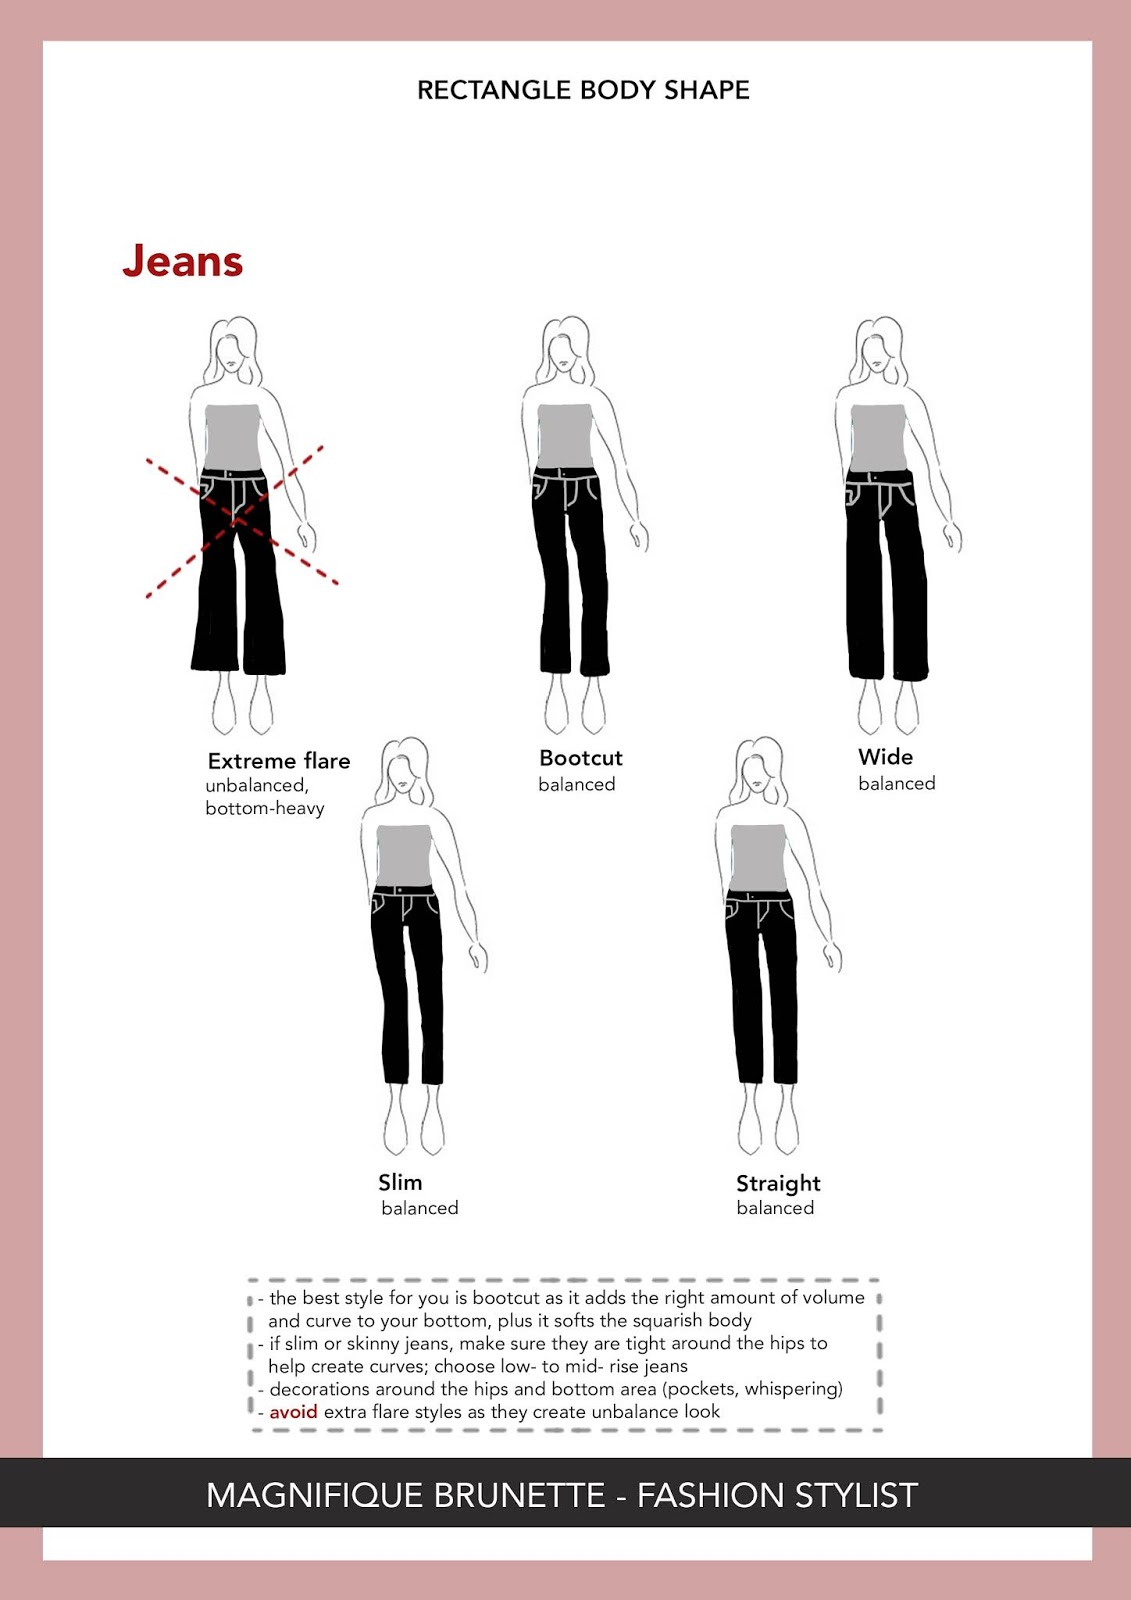 RECTANGLE BODY SHAPE
Jeans
Extreme flare
unbalanced,
bottom-heavy
Bootcut
balanced
Wide
balanced
Slim
balanced
Straight
balanced
- the best style for you is bootcut as it adds the right amount of volume
and curve to your bottom, plus it softs the squarish body
- if slim or skinny jeans, make sure they are tight around the hips to
help create curves; choose low- to mid- rise jeans
- decorations around the hips and bottom area (pockets, whispering)
- avoid extra flare styles as they create unbalance look
MAGNIFIQUE BRUNETTE - FASHION STYLIST